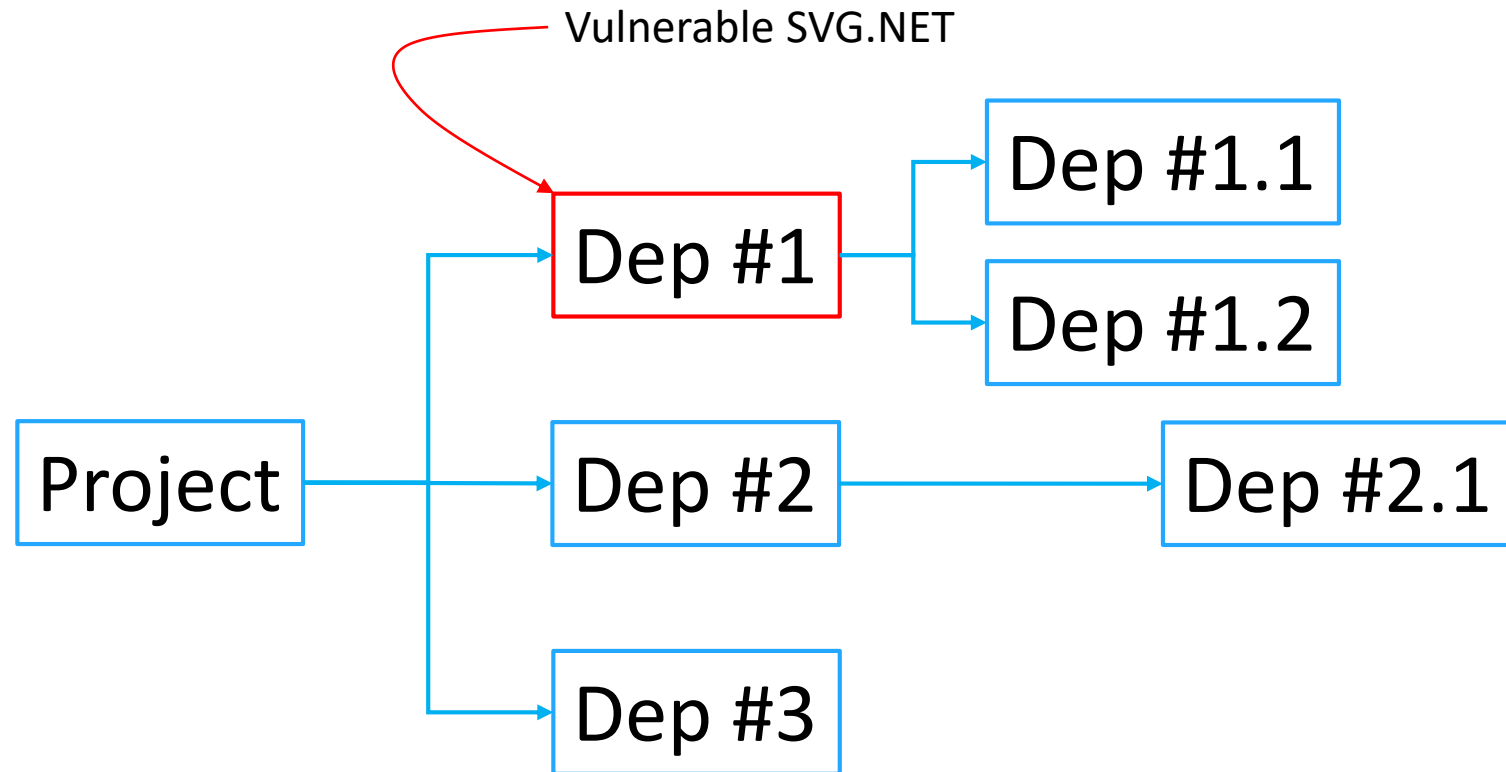 Vulnerable SVG.NET
Dep #1.1
Dep #1
Dep #1.2
Project
Dep #2
Dep #2.1
Dep #3